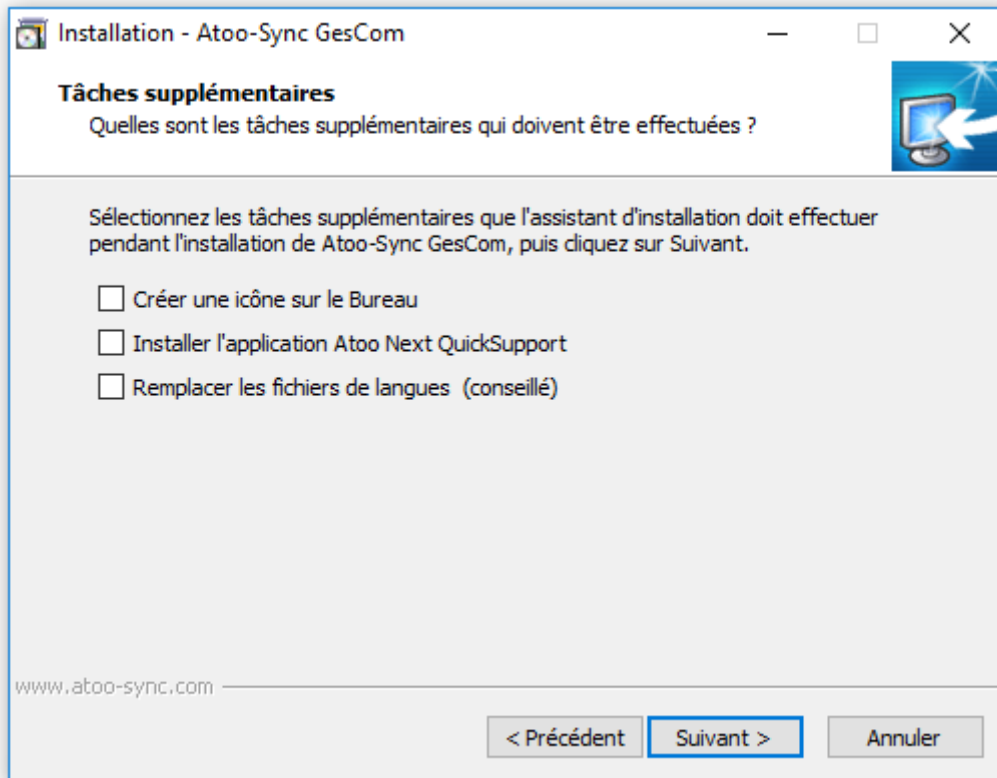 Installation - Atoo-Sync GesCom
Tâches supplémentaires
Quelles sont les tâches supplémentaires qui doivent être effectuées ?
Sélectionnez les tâches supplémentaires que l'assistant d'installation doit effectuer
pendant l'installation de Atoo-Sync GesCom, puis cliquez sur Suivant.
Créer une icône sur le Bureau
Installer l'application Atoo Next QuickSupport
Remplacer les fichiers de langues  (conseillé)
www.atoo-sync.com
< Précédent Suivant > Annuler